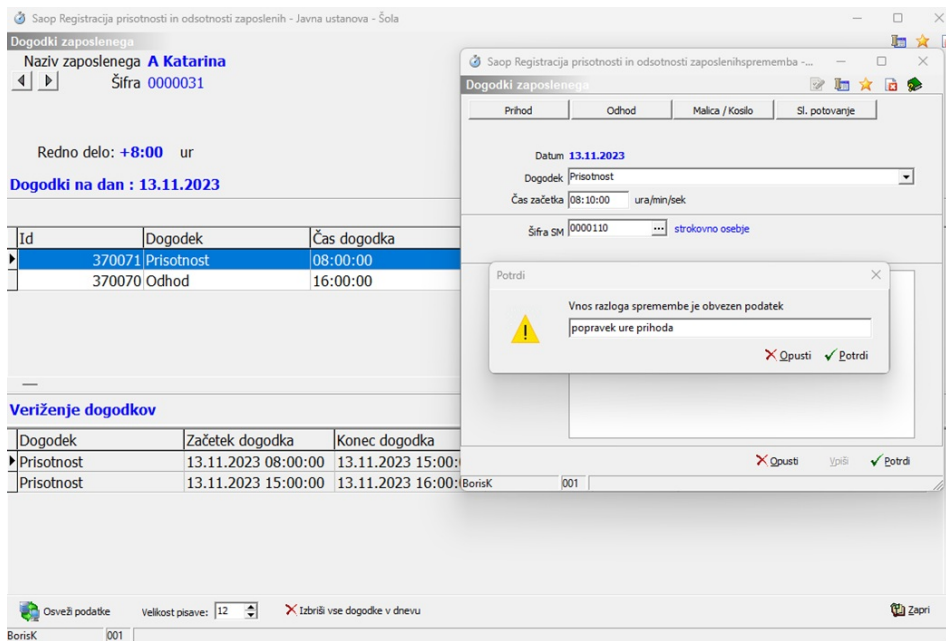 Saop Registracija prisotnosti in odsotnosti zaposlenih - Javna ustanova - Šola
Dogodki zaposlenega
Naziv zaposlenega A Katarina
Šifra 0000031
Redno delo: +8:00 ur
Dogodki na dan : 13.11.2023
Id Dogodek Čas dogodka
370071 Prisotnost 08:00:00
370070 Odhod 16:00:00
Veriženje dogodkov
Dogodek Začetek dogodka Konec dogodka
Prisotnost 13.11.2023 08:00:00 13.11.2023 15:00:
Prisotnost 13.11.2023 15:00:00 13.11.2023 16:00:
Osveži podatke Velikost pisave: 12 Izbriši vse dogodke v dnevu Zapri
BorisK 001
Saop Registracija prisotnosti in odsotnosti zaposlenihsprememba -...
Dogodki zaposlenega
Prihod Odhod Malica / Kosilo Sl. potovanje
Datum 13.11.2023
Dogodek Prisotnost
Čas začetka 08:10:00 ura/min/sek
Šifra SM 0000110 ... strokovno osebje
Potrdi
Vnos razloga spremembe je obvezen podatek
popravek ure prihoda
Opusti Potrdi
Opusti Vpiši Potrdi
BorisK 001